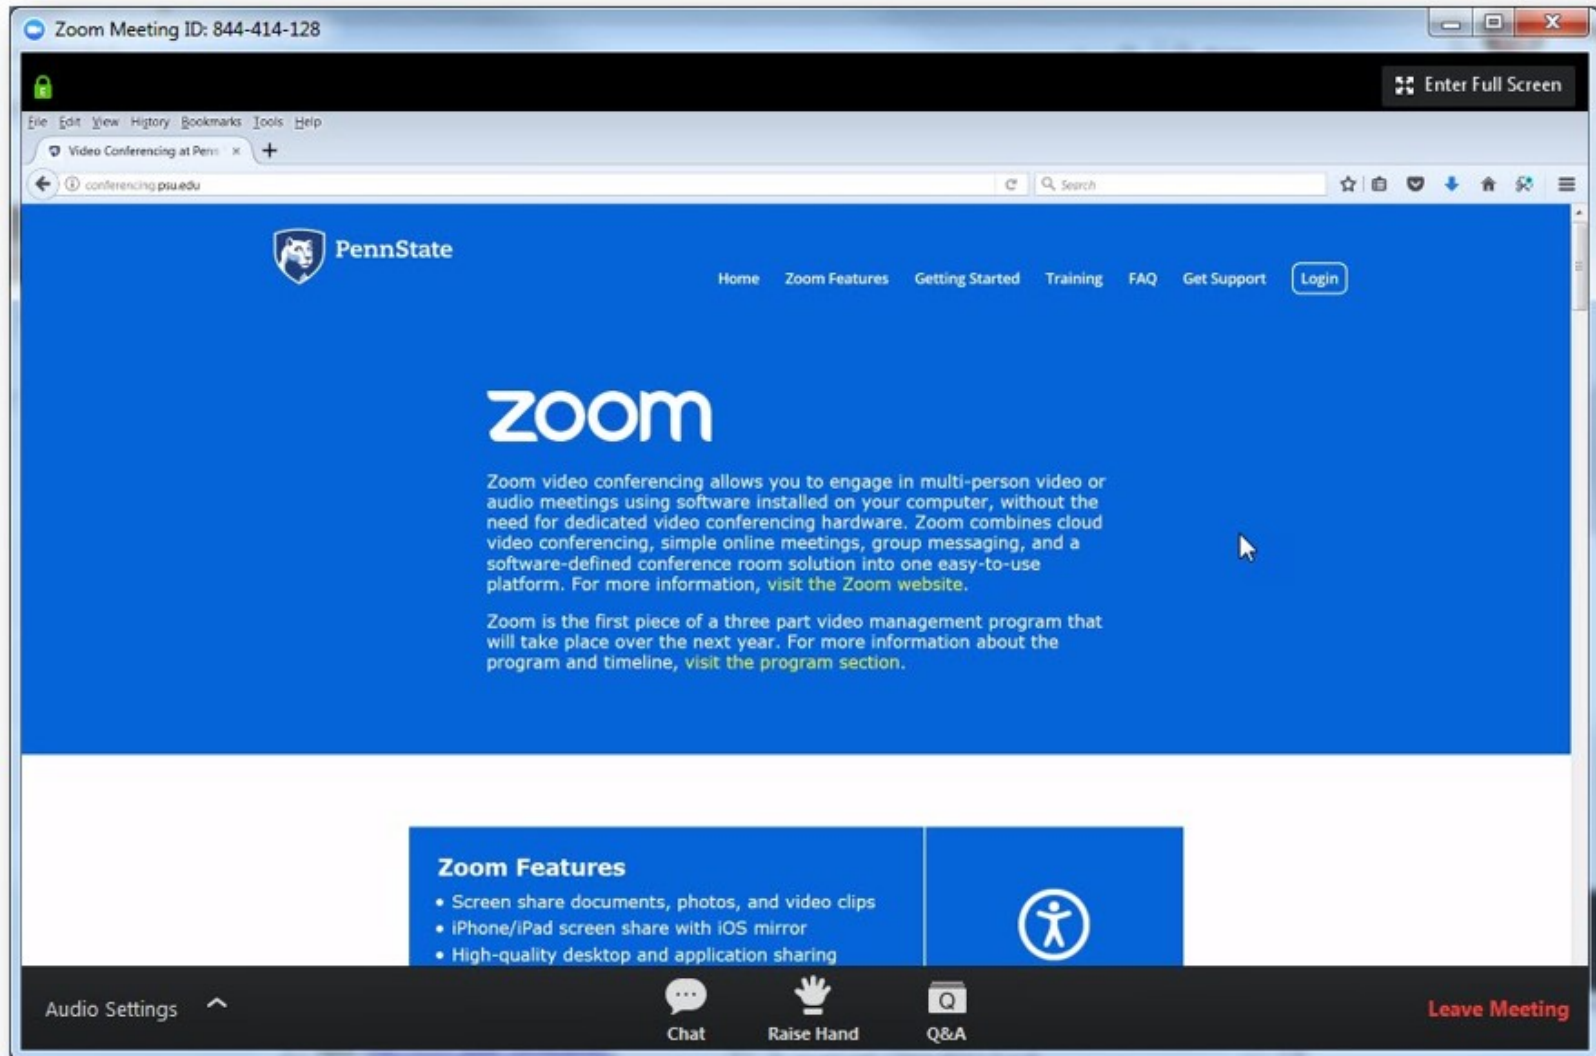 Zoom Meeting ID: 844-414-128
Enter Full Screen
File Edit View History Bookmarks Tools Help
Video Conferencing at Penn
conferencing.psu.edu
Search
PennState
Home Zoom Features Getting Started Training FAQ Get Support Login
zoom
Zoom video conferencing allows you to engage in multi-person video or
audio meetings using software installed on your computer, without the
need for dedicated video conferencing hardware. Zoom combines cloud
video conferencing, simple online meetings, group messaging, and a
software-defined conference room solution into one easy-to-use
platform. For more information, visit the Zoom website.
Zoom is the first piece of a three part video management program that
will take place over the next year. For more information about the
program and timeline, visit the program section.
Zoom Features
• Screen share documents, photos, and video clips
• iPhone/iPad screen share with iOS mirror
• High-quality desktop and application sharing
Audio Settings
Chat
Raise Hand
Q
Q&A
Leave Meeting